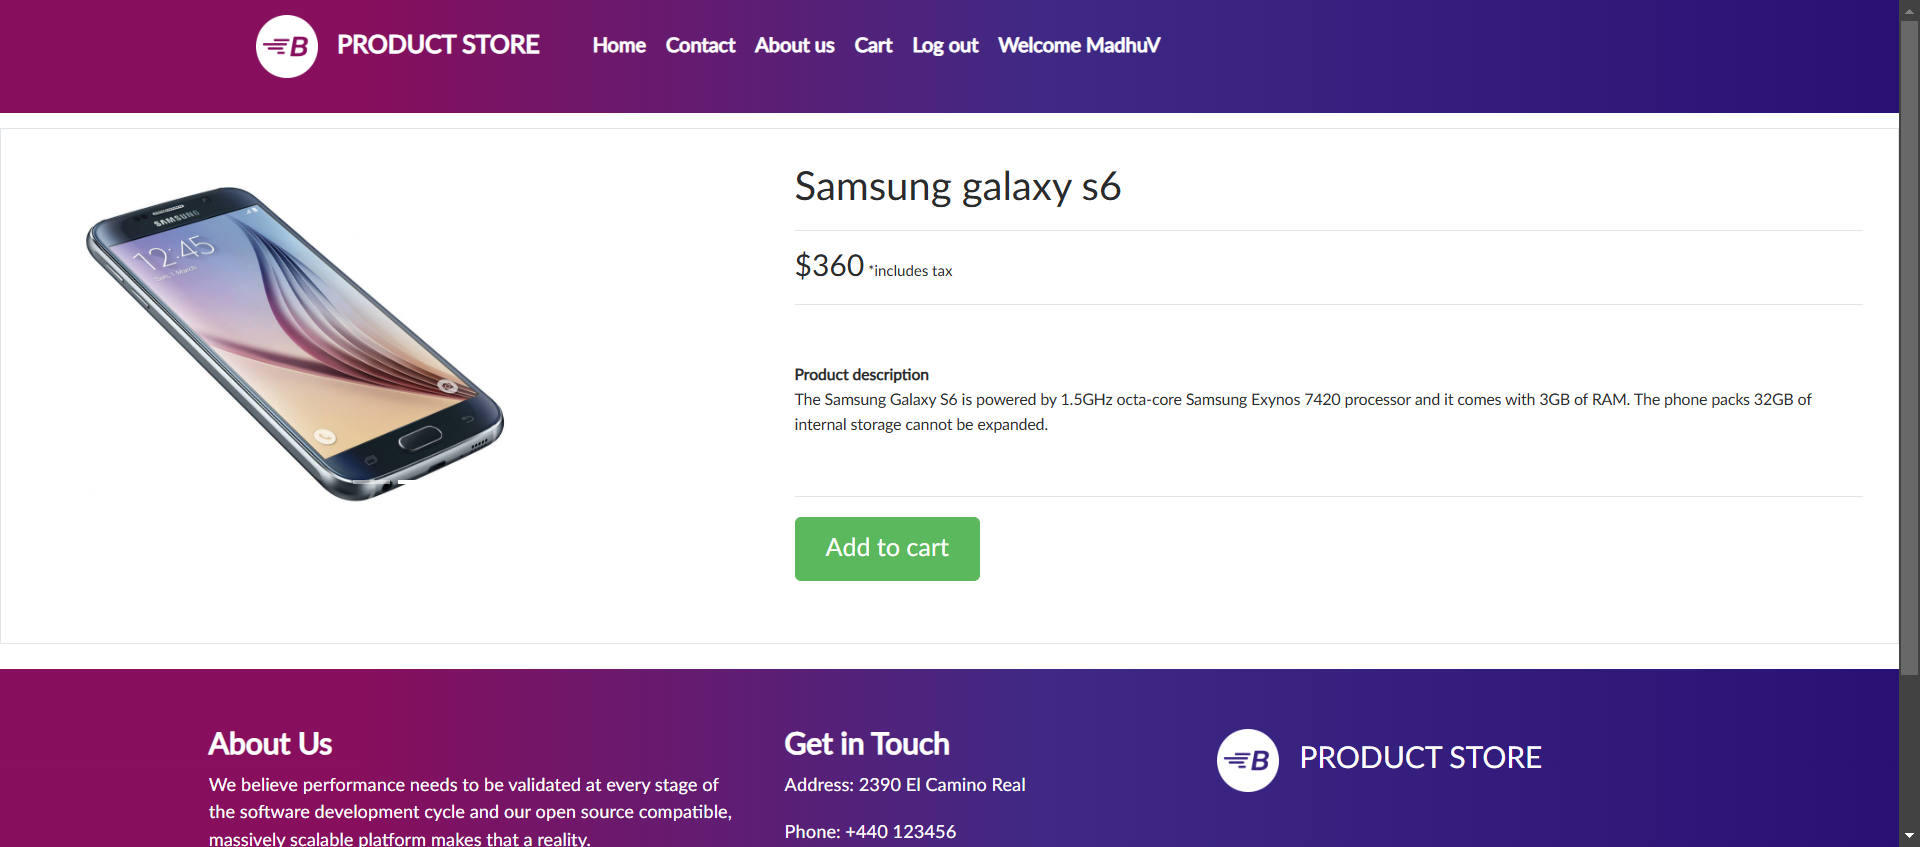 B PRODUCT STORE Home Contact About us Cart Log out Welcome MadhuV
SAMSUNG
12:45
Sun, 1 March
Samsung galaxy s6
$360 *includes tax
Product description
The Samsung Galaxy S6 is powered by 1.5GHz octa-core Samsung Exynos 7420 processor and it comes with 3GB of RAM. The phone packs 32GB of
internal storage cannot be expanded.
Add to cart
About Us
We believe performance needs to be validated at every stage of
the software development cycle and our open source compatible,
massively scalable platform makes that a reality.
Get in Touch
Address: 2390 El Camino Real
Phone: +440 123456
B PRODUCT STORE